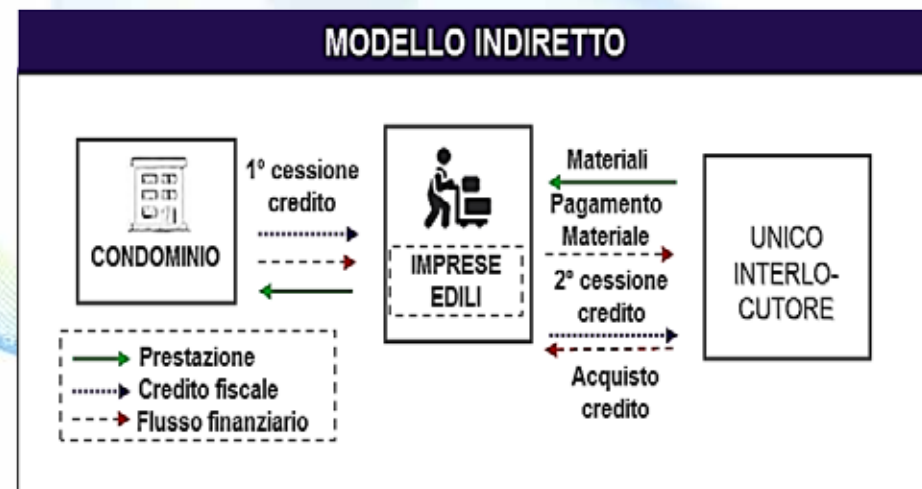 MODELLO INDIRETTO
CONDOMINIO
1° cessione
credito
IMPRESE
EDILI
Materiali
Pagamento
Materiale
2° cessione
credito
Acquisto
credito
UNICO
INTERLO-
CUTORE
Prestazione
Credito fiscale
Flusso finanziario